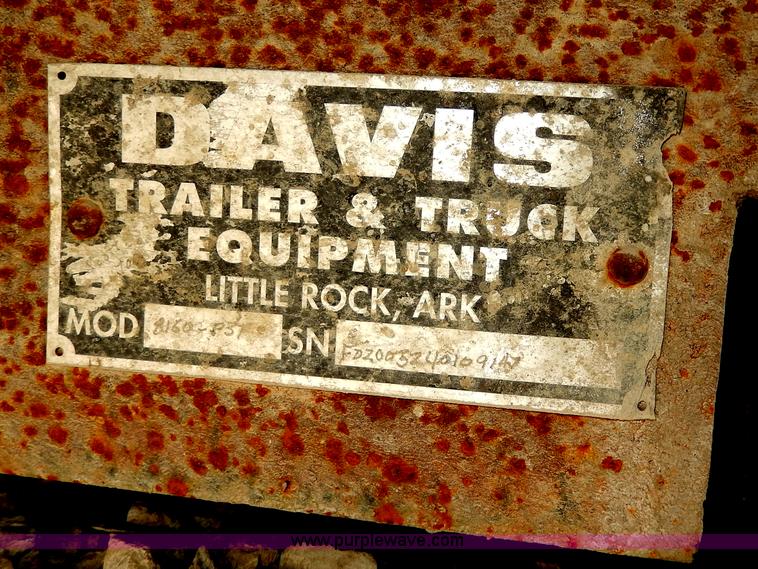 DAVIS
TRAILER & TRUCK
EQUIPMENT
LITTLE ROCK, ARK
MOD SN
www.purplewave.com